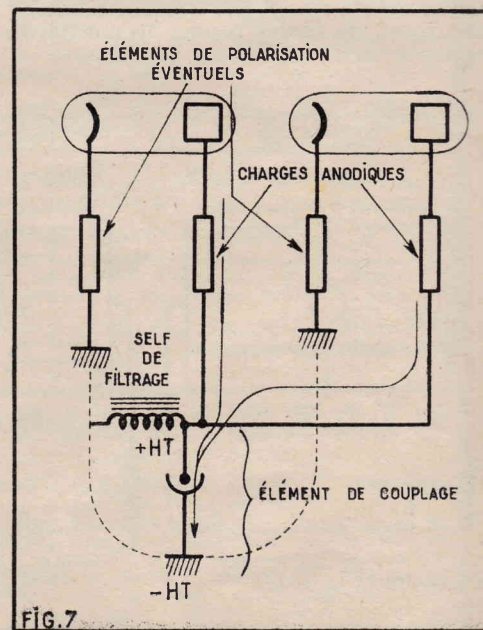 ÉLÉMENTS DE POLARISATION
ÉVENTUELS
CHARGES ANODIQUES
SELF
DE
FILTRAGE
+HT
ÉLÉMENT DE COUPLAGE
-HT
FIG.7